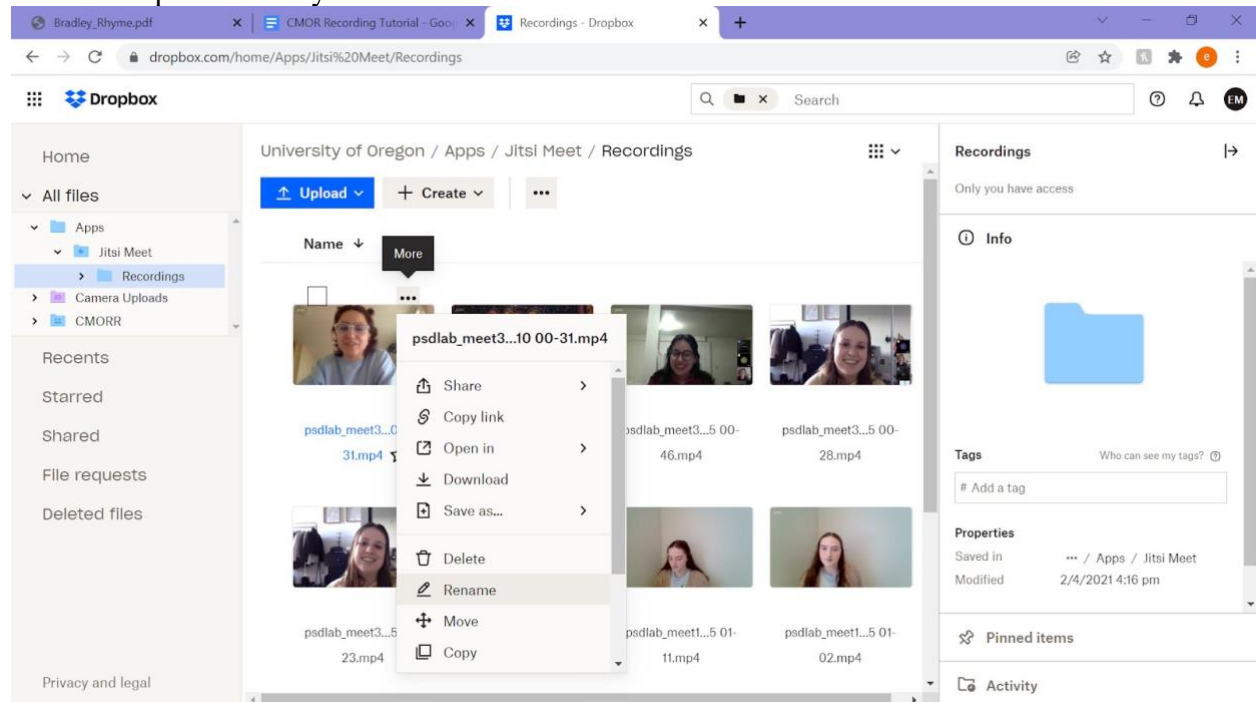 Bradley_Rhyme.pdf
CMOR Recording Tutorial - Goog
Recordings - Dropbox
dropbox.com/home/Apps/Jitsi%20Meet/Recordings
e
Dropbox
Search
EM
Home
All files
Apps
Jitsi Meet
Recordings
Camera Uploads
CMORR
Recents
Starred
Shared
File requests
Deleted files
Privacy and legal
University of Oregon / Apps / Jitsi Meet / Recordings
Upload
Create
Name
More
psdlab_meet3...10 00-31.mp4
Share
Copy link
Open in
Download
Save as...
Delete
Rename
Move
Copy
31.mp4
psdlab_meet3...5 00-
46.mp4
psdlab_meet3...5 00-
28.mp4
23.mp4
psdlab_meet1...5 01-
11.mp4
psdlab_meet1...5 01-
02.mp4
Recordings
Only you have access
Info
Tags
Who can see my tags?
# Add a tag
Properties
Saved in
··· / Apps / Jitsi Meet
Modified
2/4/2021 4:16 pm
Pinned items
Activity